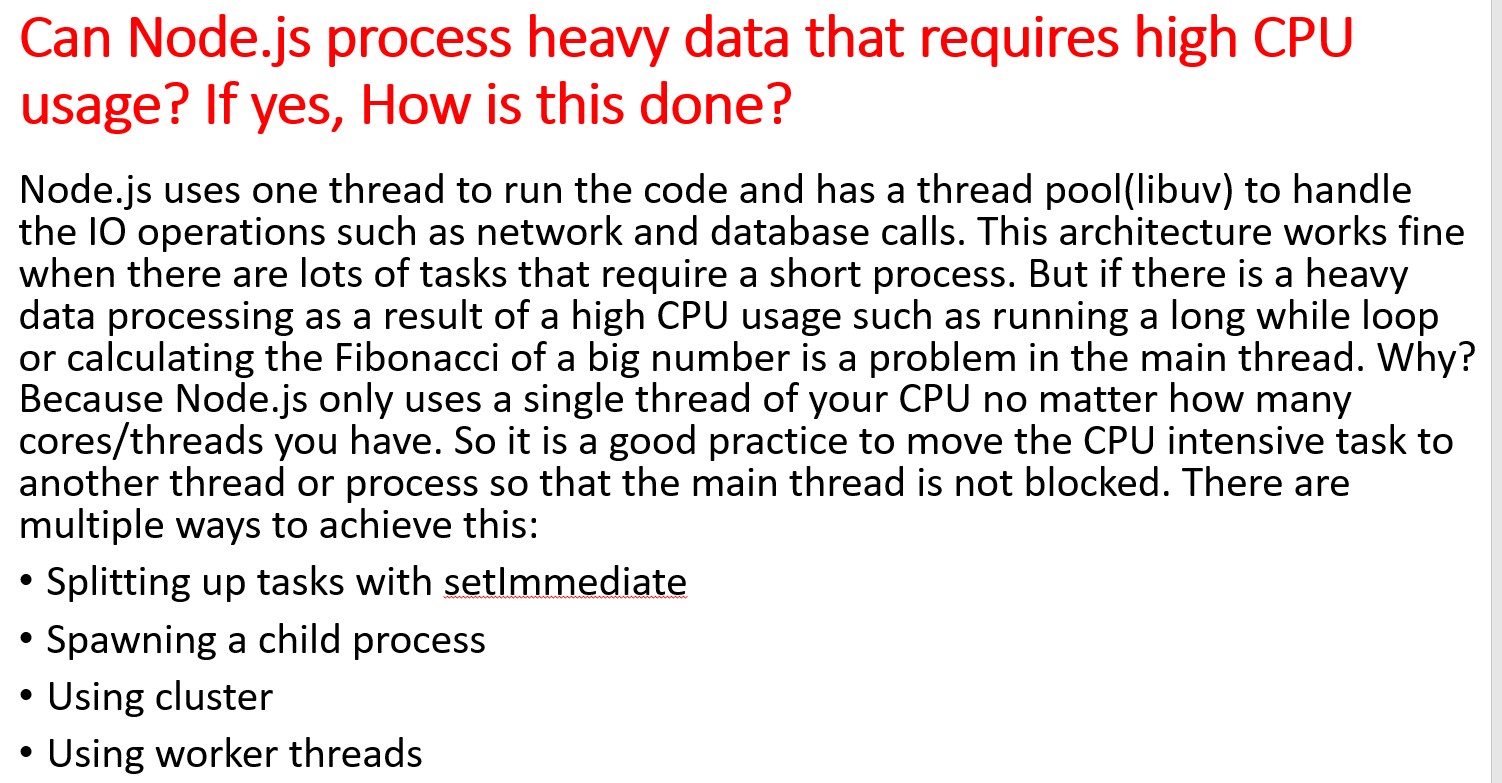 Can Node.js process heavy data that requires high CPU
usage? If yes, How is this done?
Node.js uses one thread to run the code and has a thread pool(libuv) to handle
the IO operations such as network and database calls. This architecture works fine
when there are lots of tasks that require a short process. But if there is a heavy
data processing as a result of a high CPU usage such as running a long while loop
or calculating the Fibonacci of a big number is a problem in the main thread. Why?
Because Node.js only uses a single thread of your CPU no matter how many
cores/threads you have. So it is a good practice to move the CPU intensive task to
another thread or process so that the main thread is not blocked. There are
multiple ways to achieve this:
• Splitting up tasks with setImmediate
• Spawning a child process
• Using cluster
• Using worker threads